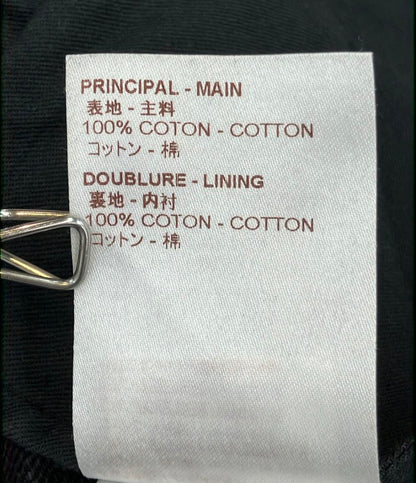 PRINCIPAL - MAIN
表地 - 主料
100% COTON - COTTON
コットン - 棉
DOUBLURE - LINING
裏地 - 内衬
100% COTON - COTTON
コットン - 棉